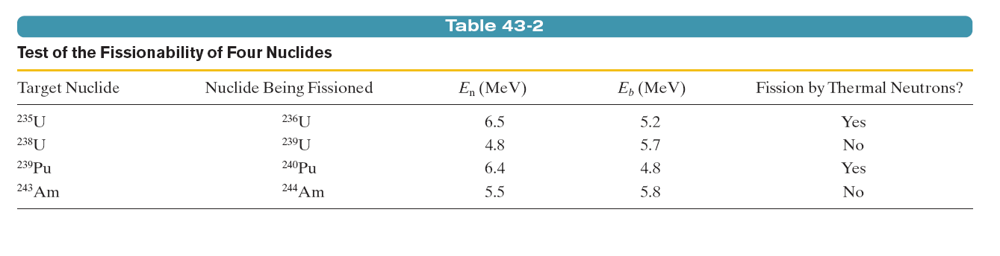 Table 43-2
Test of the Fissionability of Four Nuclides
Target Nuclide Nuclide Being Fissioned Eₙ (MeV) E_b (MeV) Fission by Thermal Neutrons?
²³⁵U ²³⁶U 6.5 5.2 Yes
²³⁸U ²³⁹U 4.8 5.7 No
²³⁹Pu ²⁴⁰Pu 6.4 4.8 Yes
²⁴³Am ²⁴⁴Am 5.5 5.8 No